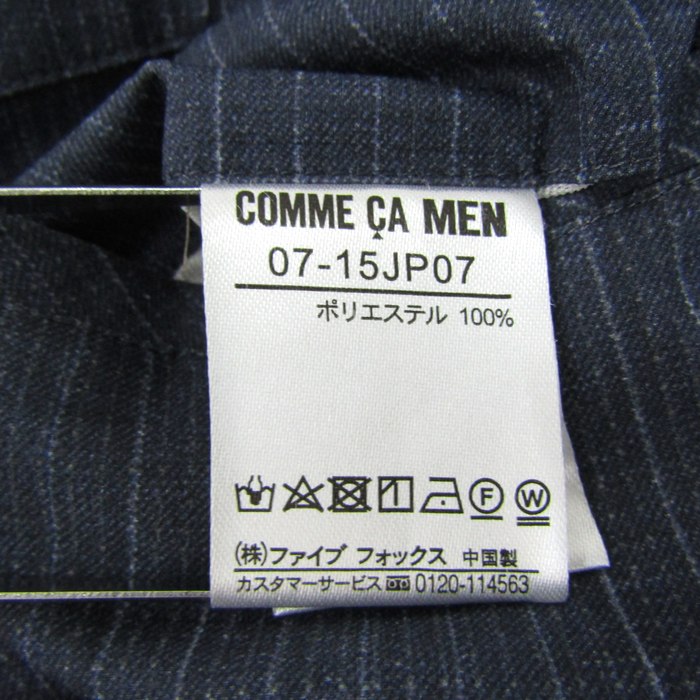 COMME ÇA MEN
07-15JP07
ポリエステル 100%
F W
(株)ファイブ フォックス 中国製
カスタマーサービス 0120-114563